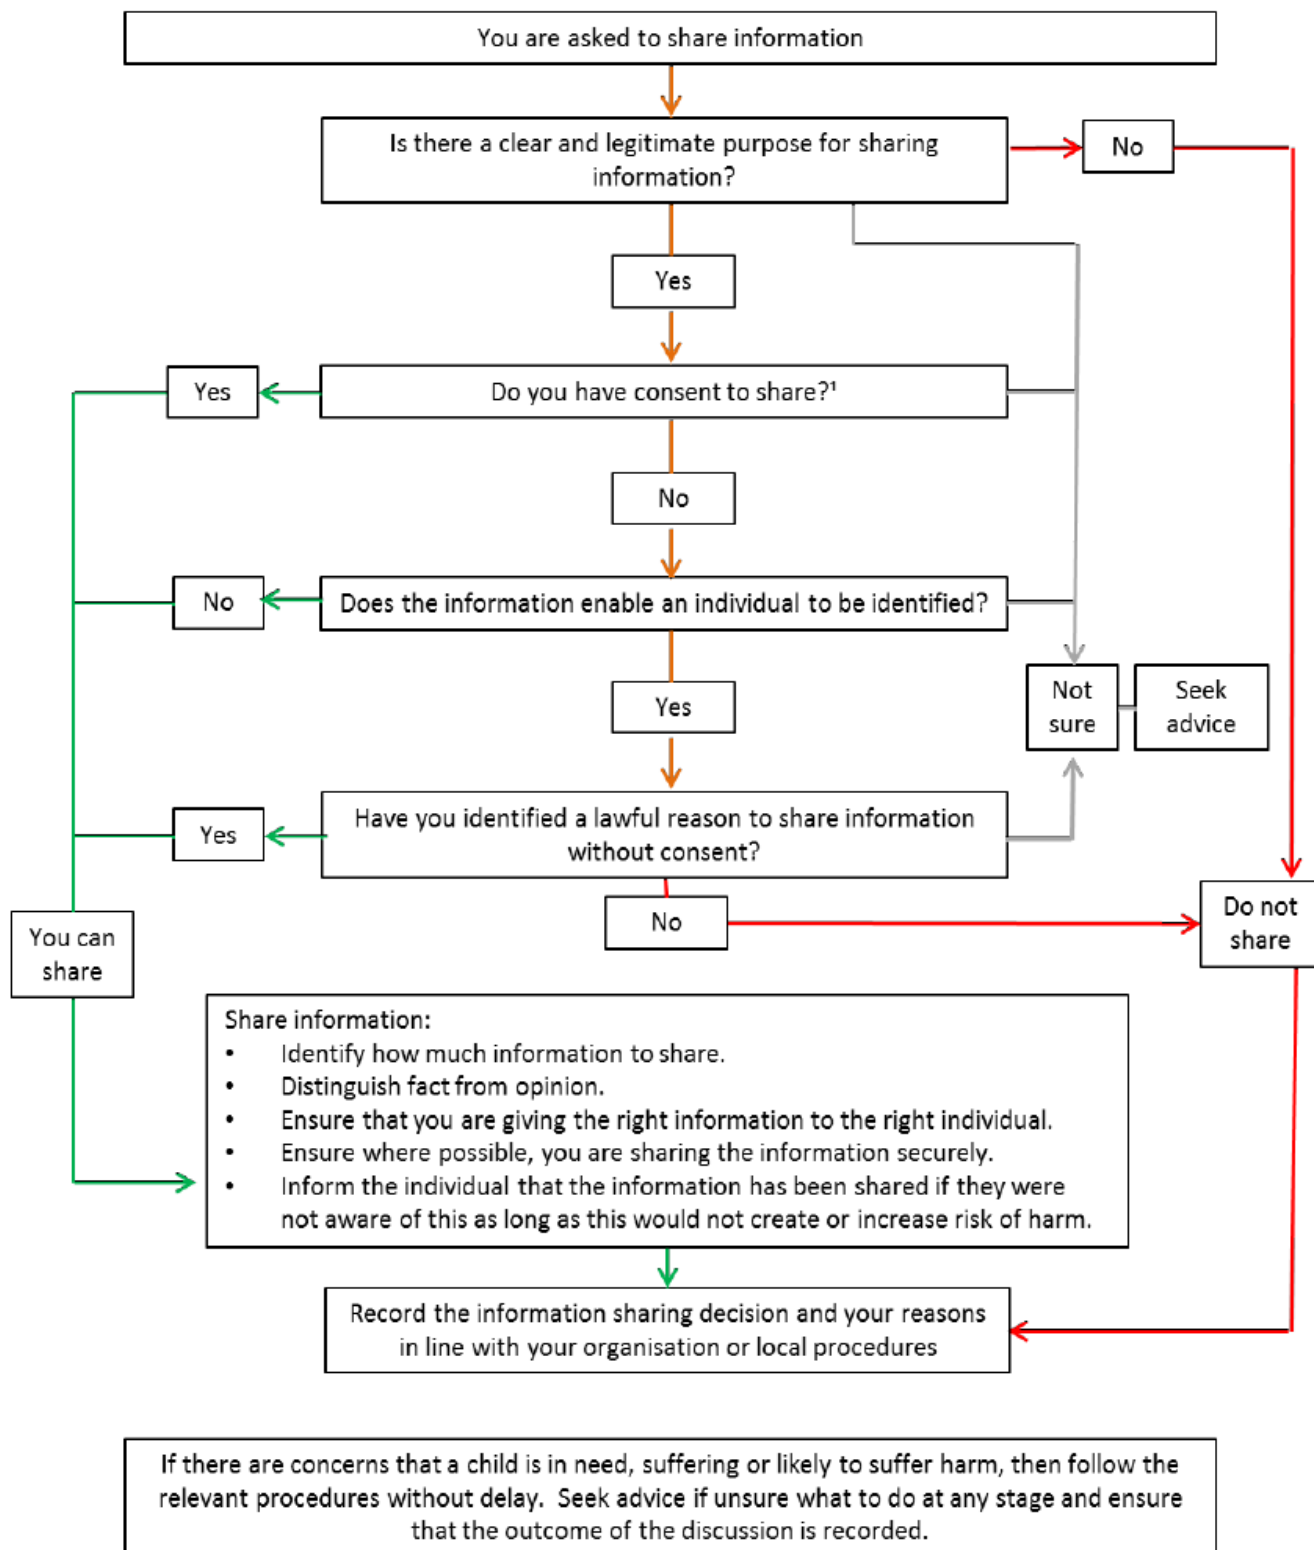 You are asked to share information
Is there a clear and legitimate purpose for sharing
information?
No
Yes
Yes
Do you have consent to share?¹
No
No
Does the information enable an individual to be identified?
Yes
Not
sure
Seek
advice
Yes
Have you identified a lawful reason to share information
without consent?
No
Do not
share
You can
share
Share information:
• Identify how much information to share.
• Distinguish fact from opinion.
• Ensure that you are giving the right information to the right individual.
• Ensure where possible, you are sharing the information securely.
• Inform the individual that the information has been shared if they were
not aware of this as long as this would not create or increase risk of harm.
Record the information sharing decision and your reasons
in line with your organisation or local procedures
If there are concerns that a child is in need, suffering or likely to suffer harm, then follow the
relevant procedures without delay.  Seek advice if unsure what to do at any stage and ensure
that the outcome of the discussion is recorded.